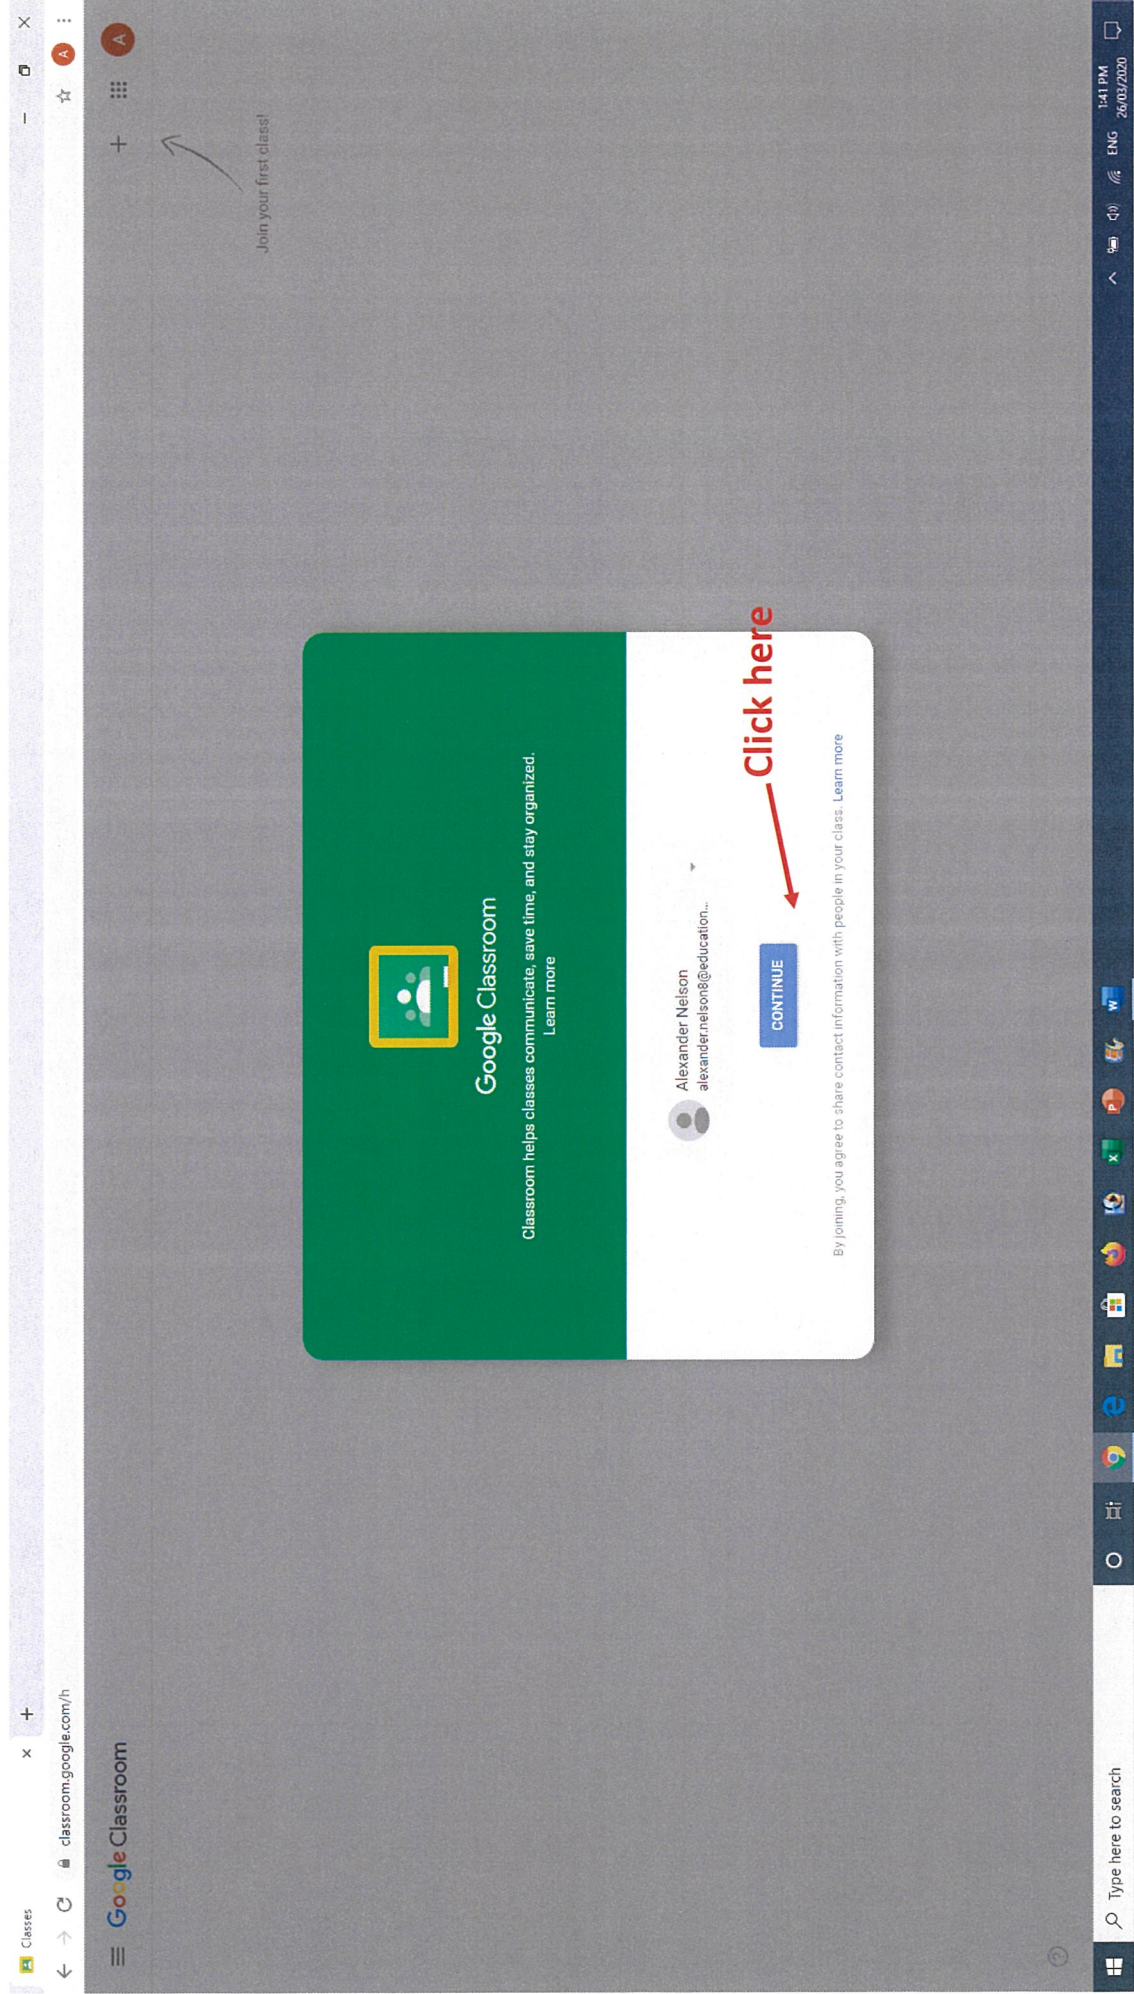 Classes
classroom.google.com/h
A
Google Classroom
A
Join your first class!
Google Classroom
Classroom helps classes communicate, save time, and stay organized.
Learn more
Alexander Nelson
alexander.nelson8@education...
Click here
CONTINUE
By joining, you agree to share contact information with people in your class. Learn more
Type here to search
ENG
1:41 PM
26/03/2020